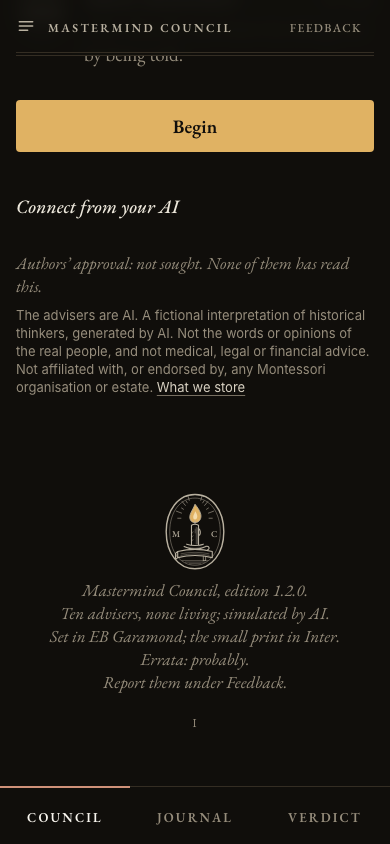 MASTERMIND COUNCIL
FEEDBACK
by being told.
Begin
Connect from your AI
Authors’ approval: not sought. None of them has read
this.
The advisers are AI. A fictional interpretation of historical
thinkers, generated by AI. Not the words or opinions of
the real people, and not medical, legal or financial advice.
Not affiliated with, or endorsed by, any Montessori
organisation or estate. What we store
M C
Mastermind Council, edition 1.2.0.
Ten advisers, none living; simulated by AI.
Set in EB Garamond; the small print in Inter.
Errata: probably.
Report them under Feedback.
I
COUNCIL
JOURNAL
VERDICT